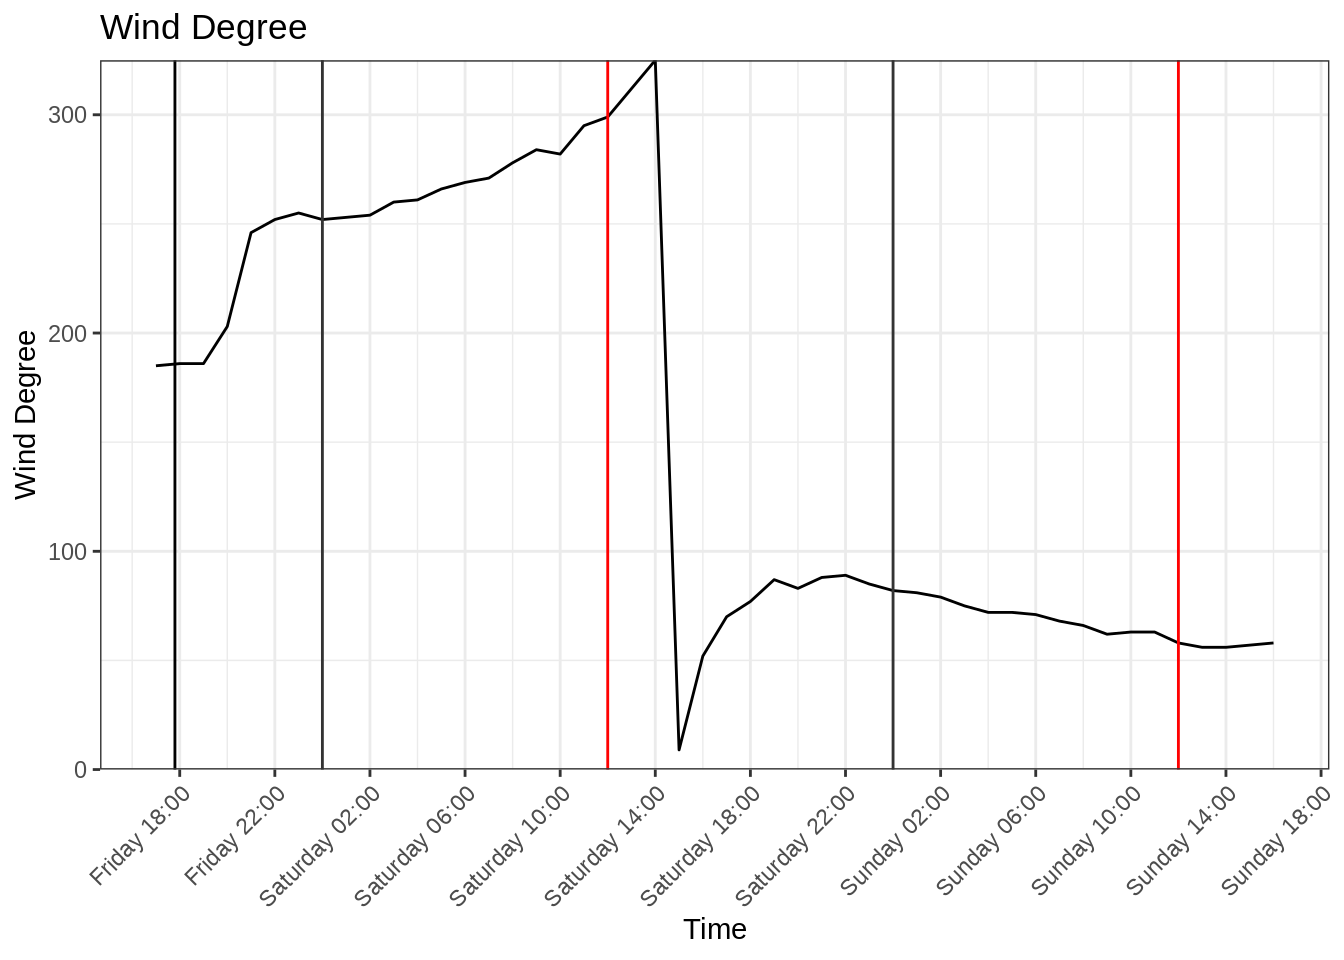 Wind Degree
Wind Degree
300
200
100
0
Friday 18:00
Friday 22:00
Saturday 02:00
Saturday 06:00
Saturday 10:00
Saturday 14:00
Saturday 18:00
Saturday 22:00
Sunday 02:00
Sunday 06:00
Sunday 10:00
Sunday 14:00
Sunday 18:00
Time